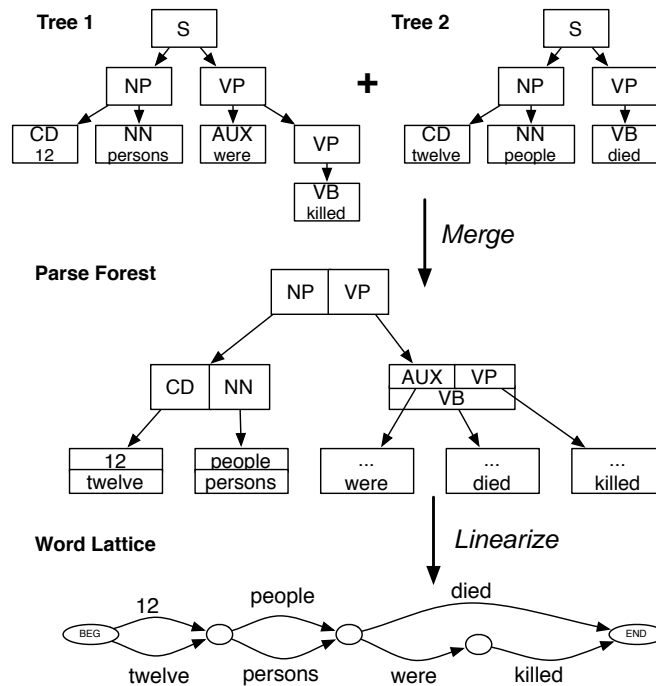 Tree 1
Tree 2
S
S
NP VP
+
NP VP
CD NN AUX VP
12 persons were
CD NN VB
twelve people died
VB
killed
Merge
Parse Forest
NP VP
CD NN
AUX VP
VB
12 people ... ... ...
twelve persons were died killed
Word Lattice
Linearize
12 people died
BEG END
twelve persons were killed